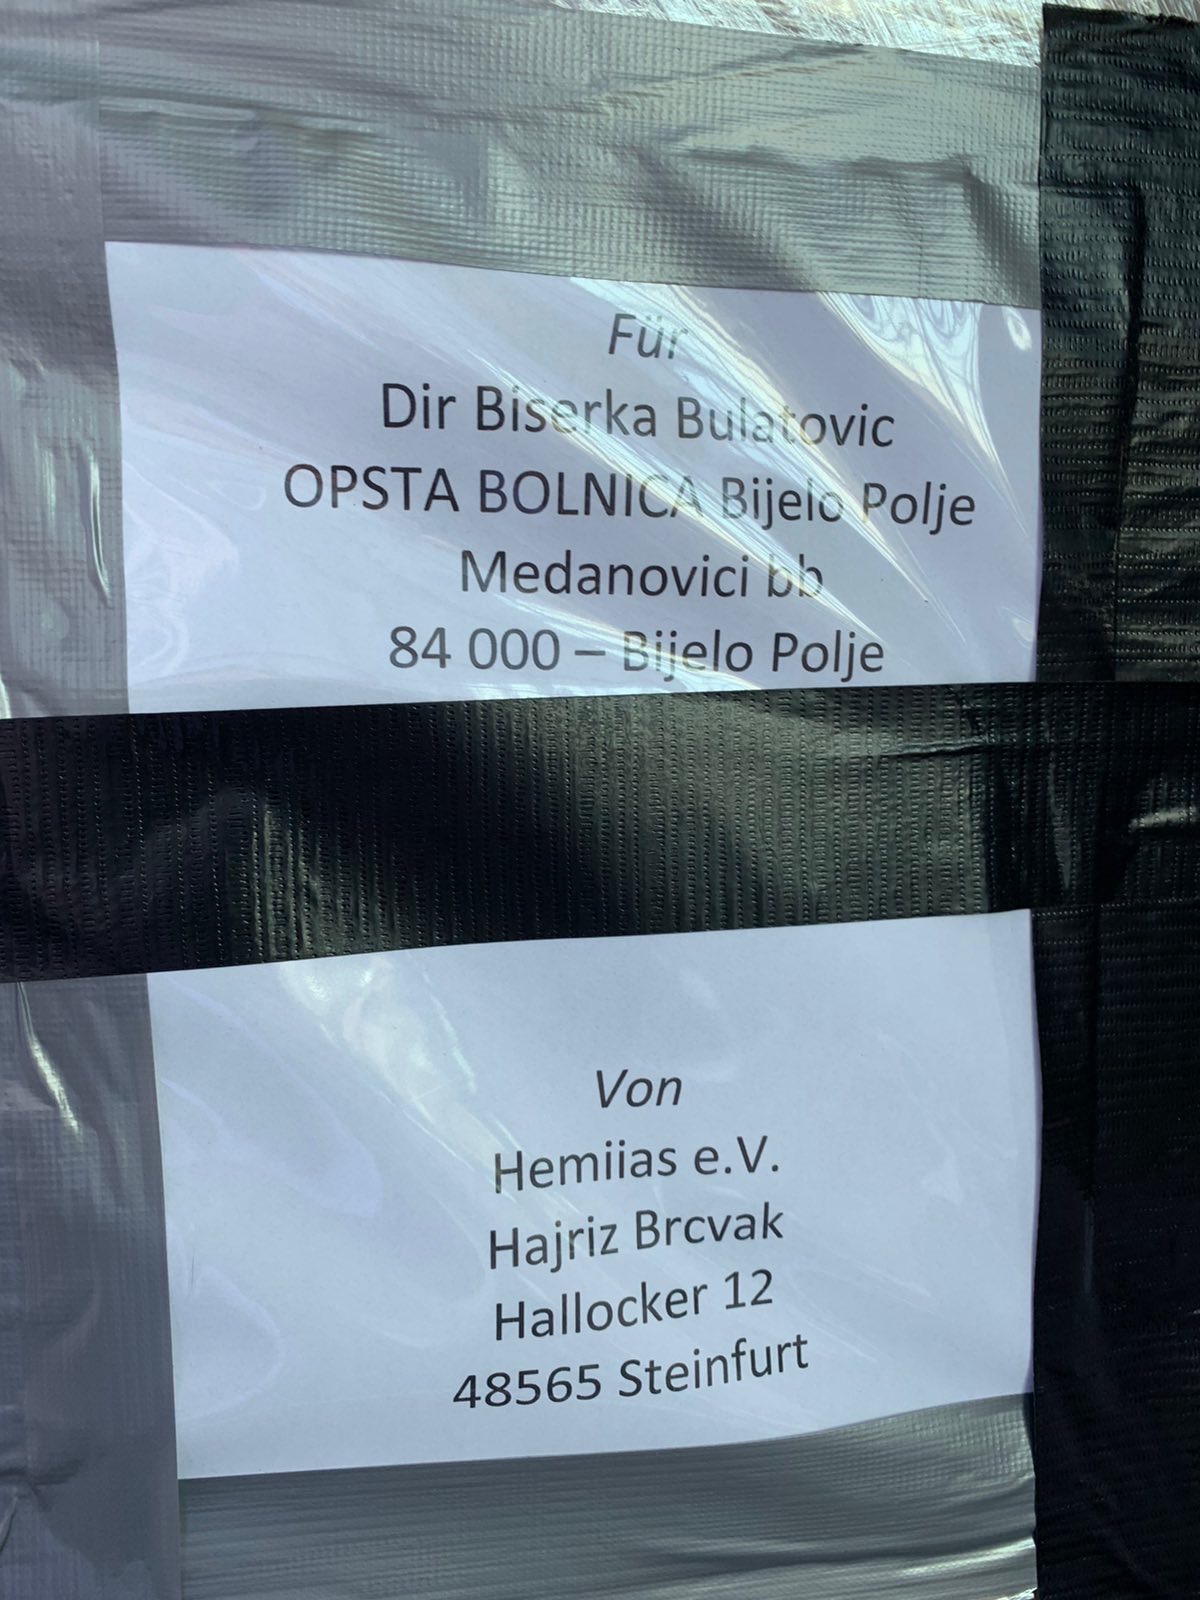 Für
Dir Biserka Bulatovic
OPSTA BOLNICA Bijelo Polje
Medanovici bb
84 000 – Bijelo Polje
Von
Hemiias e.V.
Hajriz Brcvak
Hallocker 12
48565 Steinfurt